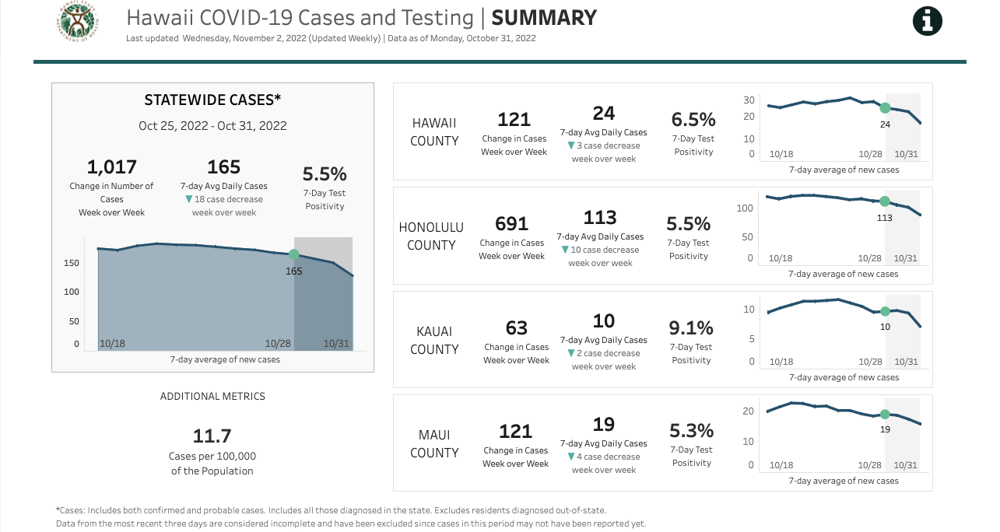 Hawaii COVID-19 Cases and Testing | SUMMARY
Last updated Wednesday, November 2, 2022 (Updated Weekly) | Data as of Monday, October 31, 2022
STATEWIDE CASES*
Oct 25, 2022 - Oct 31, 2022
1,017
Change in Number of
Cases
Week over Week
165
7-day Avg Daily Cases
▼ 18 case decrease
week over week
5.5%
7-Day Test
Positivity
150
100
50
0
165
10/18
10/28
10/31
7-day average of new cases
ADDITIONAL METRICS
11.7
Cases per 100,000
of the Population
HAWAII
COUNTY
121
Change in Cases
Week over Week
24
7-day Avg Daily Cases
▼ 3 case decrease
week over week
6.5%
7-Day Test
Positivity
30
20
10
0
24
10/18
10/28
10/31
7-day average of new cases
HONOLULU
COUNTY
691
Change in Cases
Week over Week
113
7-day Avg Daily Cases
▼ 10 case decrease
week over week
5.5%
7-Day Test
Positivity
100
50
0
113
10/18
10/28
10/31
7-day average of new cases
KAUAI
COUNTY
63
Change in Cases
Week over Week
10
7-day Avg Daily Cases
▼ 2 case decrease
week over week
9.1%
7-Day Test
Positivity
10
5
0
10
10/18
10/28
10/31
7-day average of new cases
MAUI
COUNTY
121
Change in Cases
Week over Week
19
7-day Avg Daily Cases
▼ 4 case decrease
week over week
5.3%
7-Day Test
Positivity
20
10
0
19
10/18
10/28
10/31
7-day average of new cases
*Cases: Includes both confirmed and probable cases. Includes all those diagnosed in the state. Excludes residents diagnosed out-of-state.
Data from the most recent three days are considered incomplete and have been excluded since cases in this period may not have been reported yet.